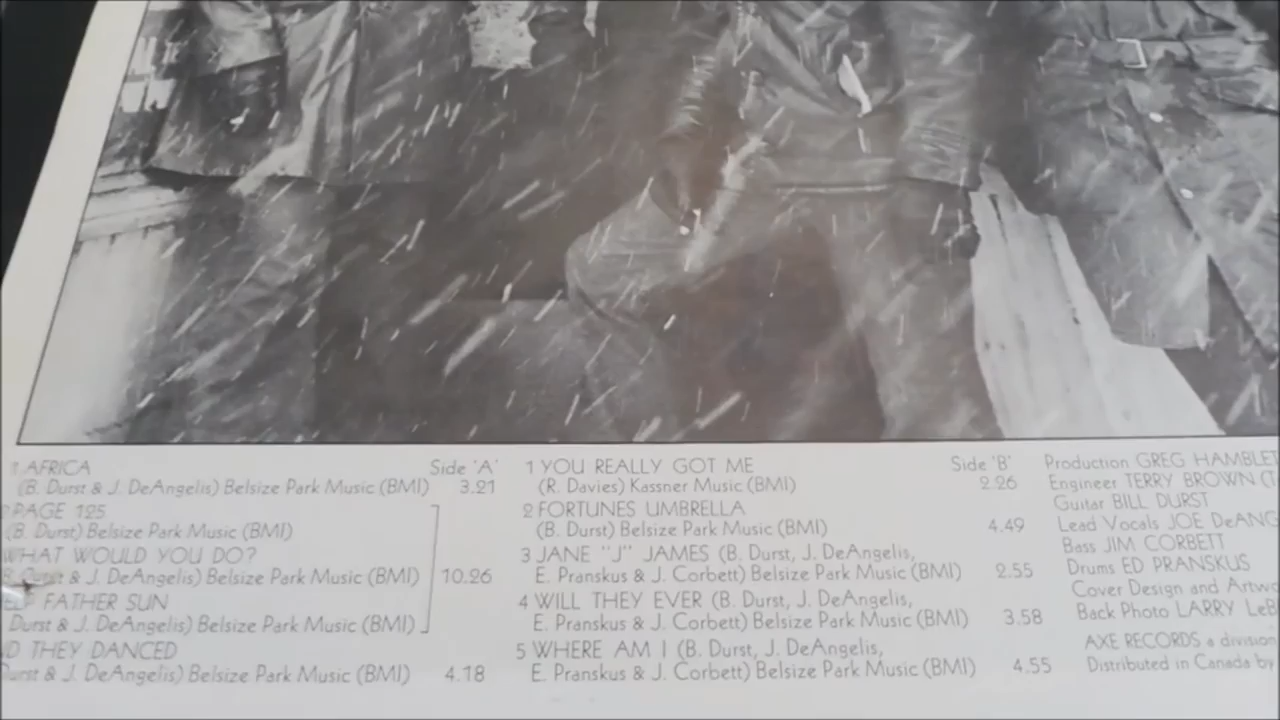 1 AFRICA
Side 'A'
(B. Durst & J. DeAngelis) Belsize Park Music (BMI) 3.21
PAGE 125
(B. Durst) Belsize Park Music (BMI)
WHAT WOULD YOU DO?
& J. DeAngelis) Belsize Park Music (BMI) 10.26
FATHER SUN
Durst & J. DeAngelis) Belsize Park Music (BMI)
THEY DANCED
Durst & J. DeAngelis) Belsize Park Music (BMI) 4.18
1 YOU REALLY GOT ME
Side 'B'
(R. Davies) Kassner Music (BMI) 2.26
2 FORTUNES UMBRELLA
(B. Durst) Belsize Park Music (BMI) 4.49
3 JANE "J" JAMES (B. Durst, J. DeAngelis,
E. Pranskus & J. Corbett) Belsize Park Music (BMI) 2.55
4 WILL THEY EVER (B. Durst, J. DeAngelis,
E. Pranskus & J. Corbett) Belsize Park Music (BMI) 3.58
5 WHERE AM I (B. Durst, J. DeAngelis,
E. Pranskus & J. Corbett) Belsize Park Music (BMI) 4.55
Production GREG HAMBLET
Engineer TERRY BROWN (T
Guitar BILL DURST
Lead Vocals JOE DeANG
Bass JIM CORBETT
Drums ED PRANSKUS
Cover Design and Artwo
Back Photo LARRY LeB
AXE RECORDS a division
Distributed in Canada by